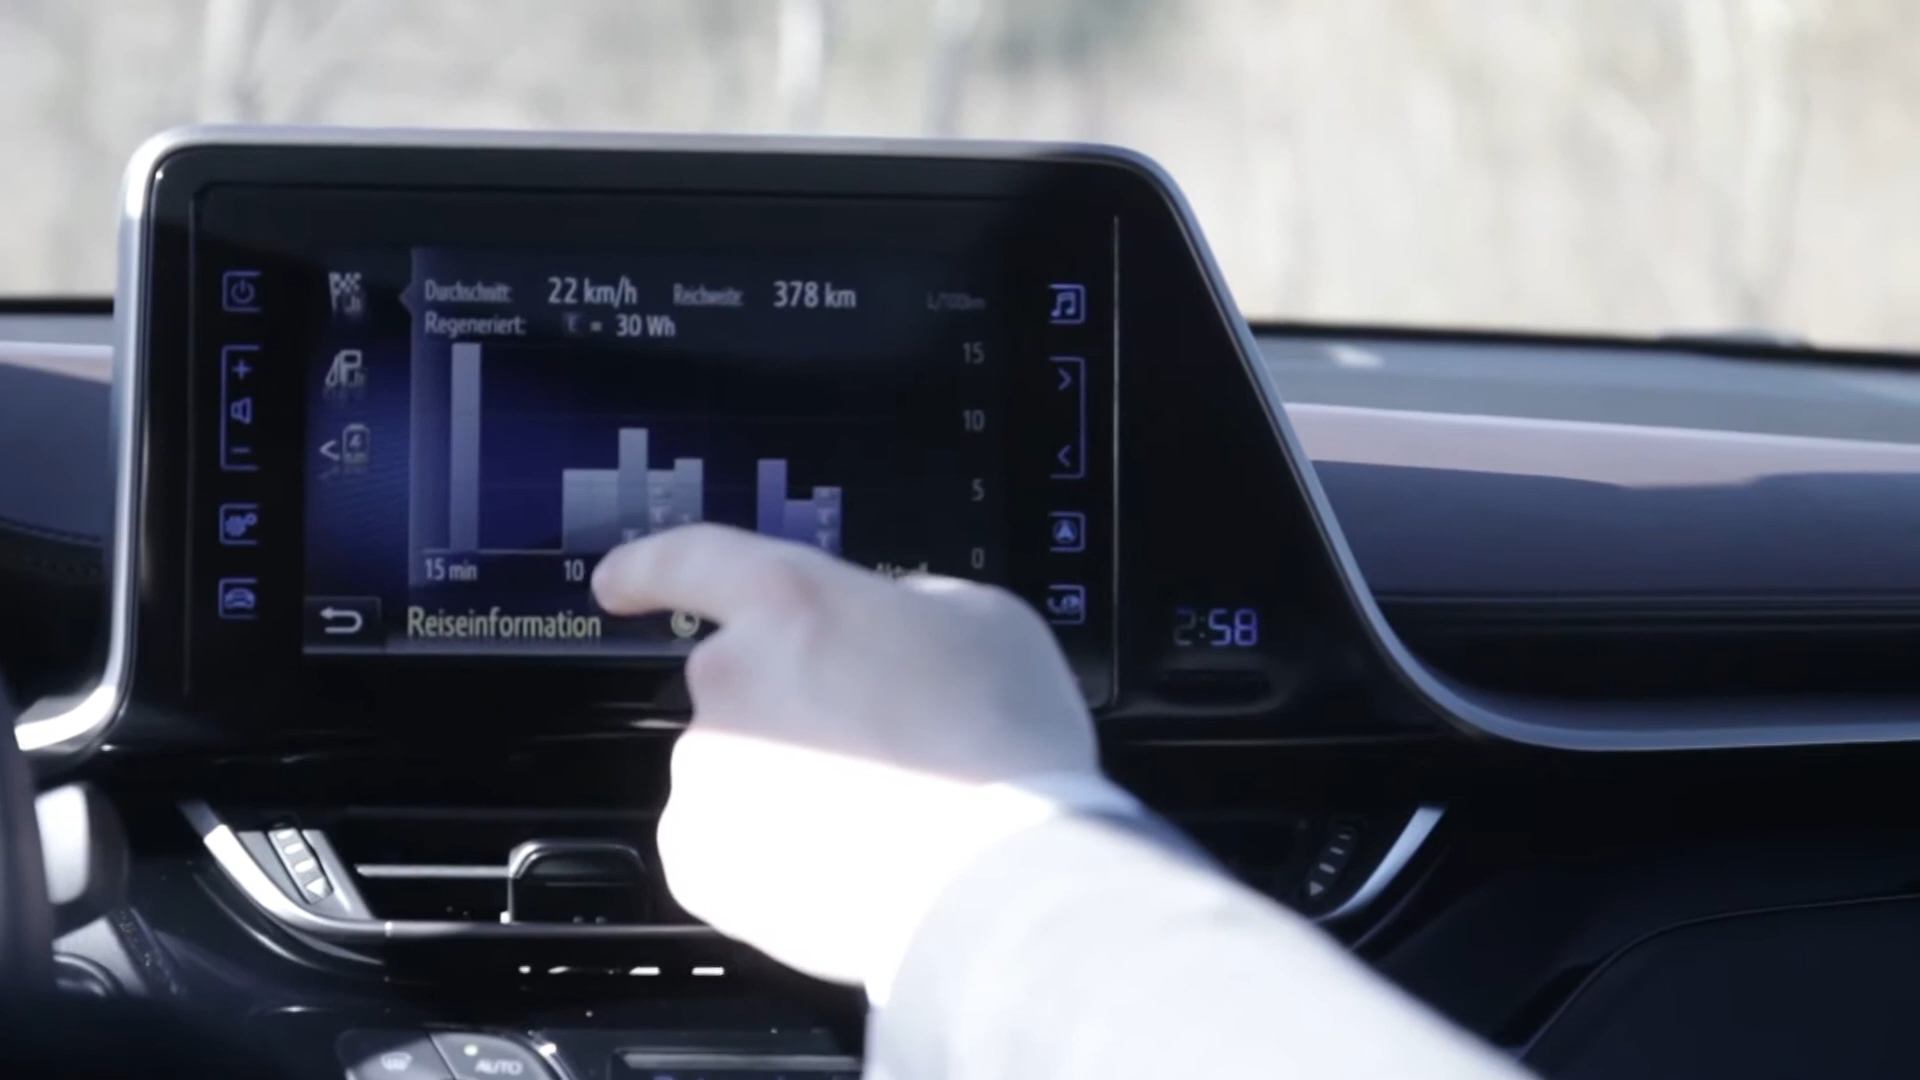 Durchschnitt: 22 km/h Reichweite: 378 km
L/100km
Regeneriert: = 30 Wh
15
10
5
0
15 min 10
Reiseinformation
2:58
AUTO